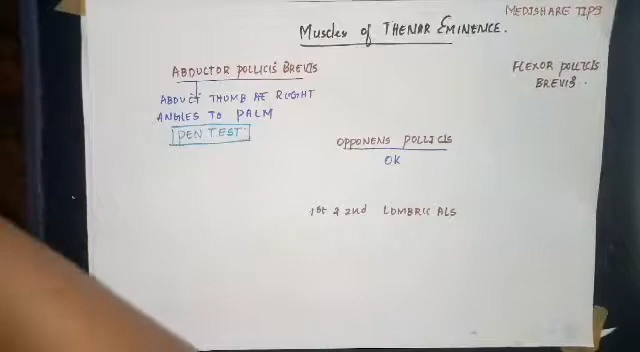 MEDISHARE TIPS
Muscles of THENAR EMINENCE.
ABDUCTOR POLLICIS BREVIS
ABDUCT THUMB AT RIGHT
ANGLES TO PALM
PEN TEST
FLEXOR POLLICIS
BREVIS.
OPPONENS POLLICIS
OK
1st & 2nd LUMBRICALS